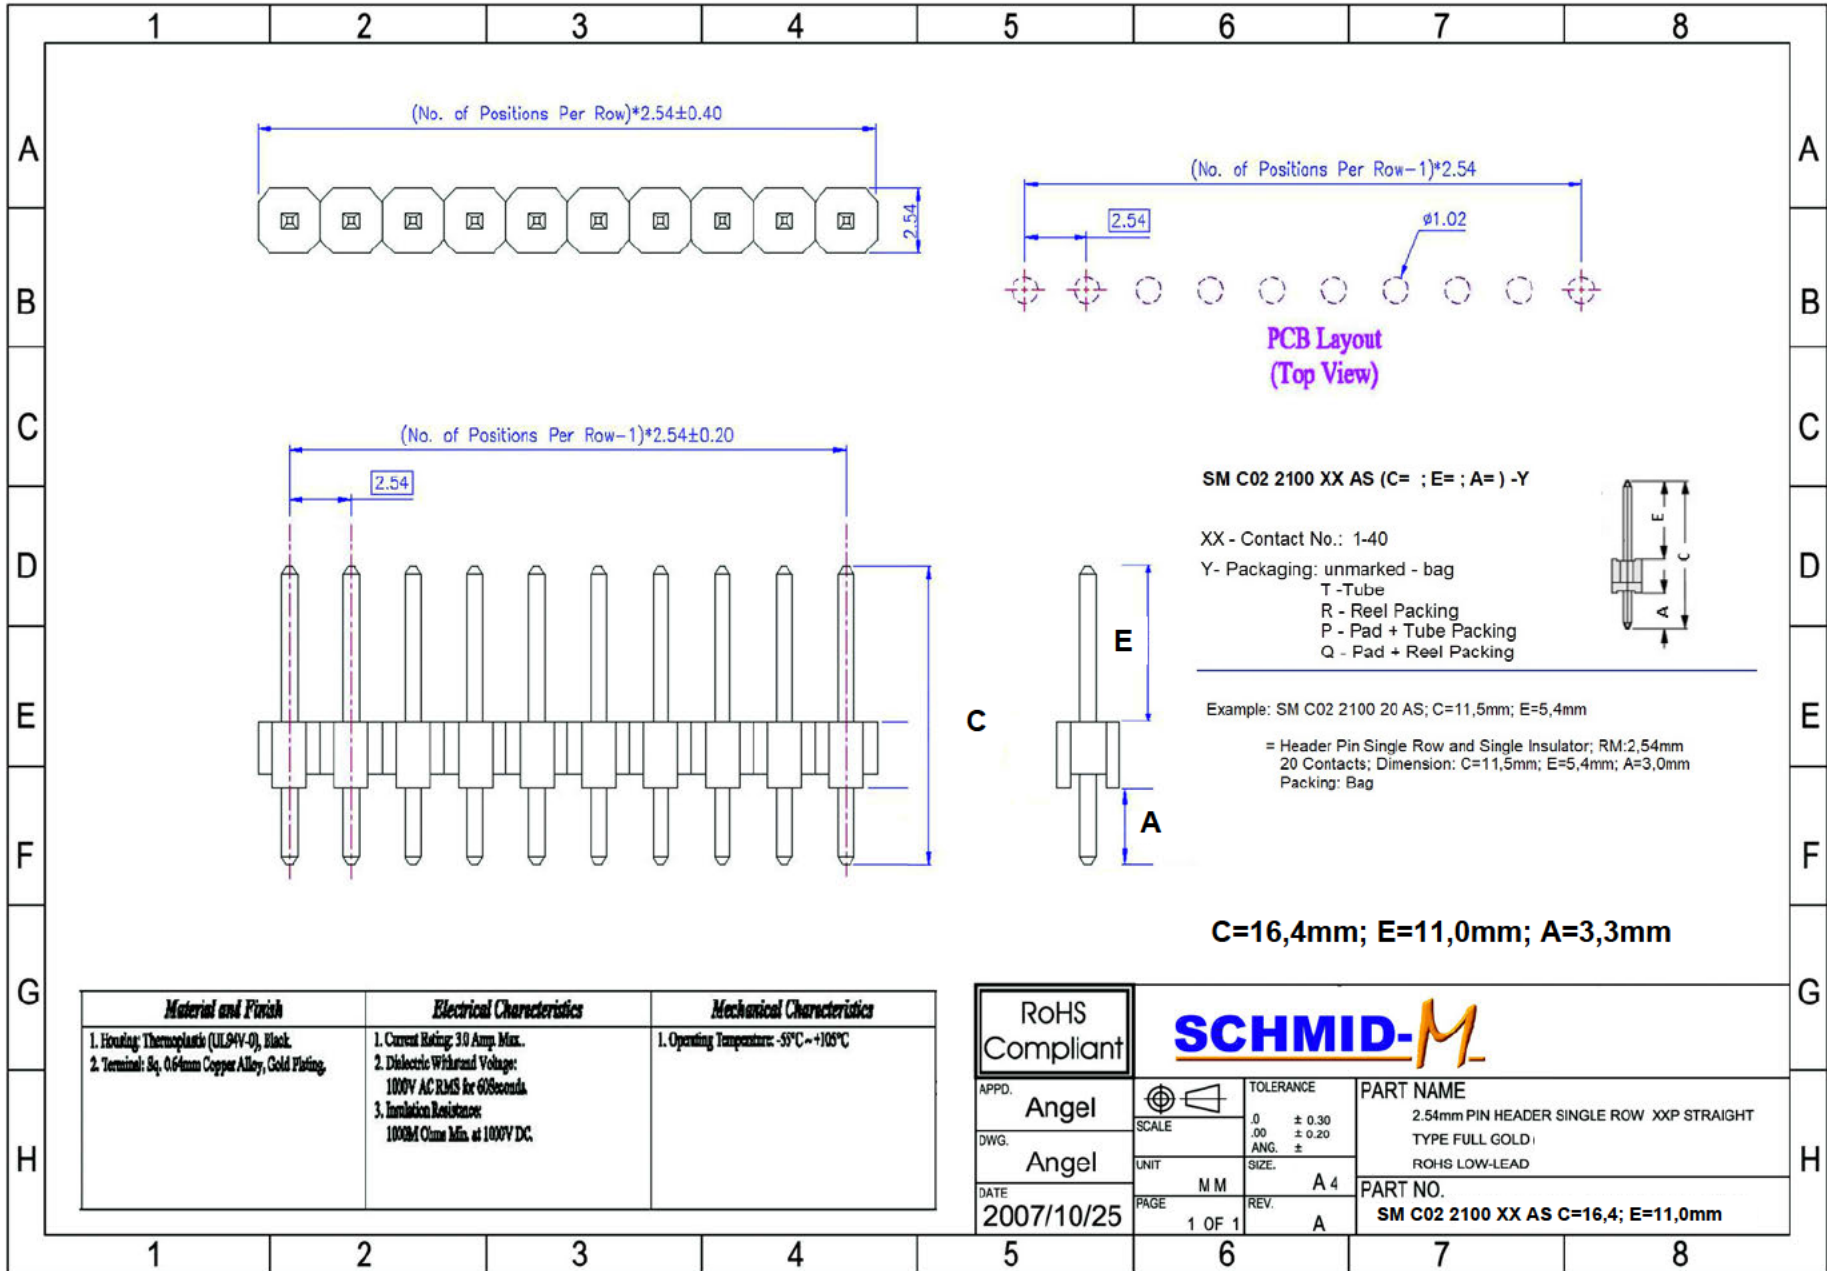 1 2 3 4 5 6 7 8
A
B
C
D
E
F
G
H
A
B
C
D
E
F
G
H
(No. of Positions Per Row)*2.54±0.40
2.54
(No. of Positions Per Row-1)*2.54
2.54
ø1.02
PCB Layout
(Top View)
(No. of Positions Per Row-1)*2.54±0.20
2.54
C
E
A
SM C02 2100 XX AS (C= ; E= ; A= ) -Y
XX - Contact No.: 1-40
Y- Packaging: unmarked - bag
T -Tube
R - Reel Packing
P - Pad + Tube Packing
Q - Pad + Reel Packing
E
C
A
Example: SM C02 2100 20 AS; C=11,5mm; E=5,4mm
= Header Pin Single Row and Single Insulator; RM:2,54mm
20 Contacts; Dimension: C=11,5mm; E=5,4mm; A=3,0mm
Packing: Bag
C=16,4mm; E=11,0mm; A=3,3mm
Material and Finish
1. Housing: Thermoplastic (UL94V-0), Black.
2. Terminal: Sq. 0.64mm Copper Alloy, Gold Plating.
Electrical Characteristics
1. Current Rating: 3.0 Amp Max..
2. Dielectric Withstand Voltage:
1000V AC RMS for 60Seconds.
3. Insulation Resistance:
1000M Ohms Min. at 1000V DC.
Mechanical Characteristics
1. Operating Temperature: -55°C ~ +105°C
RoHS
Compliant
SCHMID-M
APPD.
Angel
DWG.
Angel
DATE
2007/10/25
SCALE
UNIT
MM
PAGE
1 OF 1
TOLERANCE
.0 ± 0.30
.00 ± 0.20
ANG. ±
SIZE.
A 4
REV.
A
PART NAME
2.54mm PIN HEADER SINGLE ROW XXP STRAIGHT
TYPE FULL GOLD
ROHS LOW-LEAD
PART NO.
SM C02 2100 XX AS C=16,4; E=11,0mm
1 2 3 4 5 6 7 8